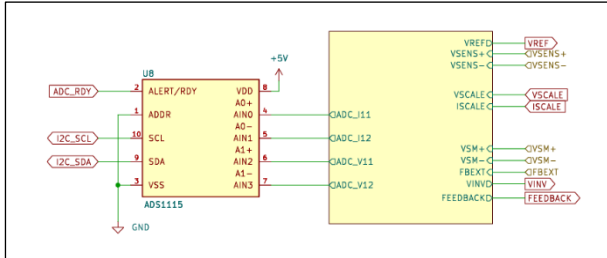 U8
+5V
ADC_RDY
2
ALERT/RDY
VDD
8
A0+
1
ADDR
AIN0
4
ADC_I11
A0-
I2C_SCL
10
SCL
AIN1
5
ADC_I12
A1+
I2C_SDA
9
SDA
AIN2
6
ADC_V11
A1-
3
VSS
AIN3
7
ADC_V12
ADS1115
GND
VREF
VREF
VSENS+
VSENS+
VSENS-
VSENS-
VSCALE
VSCALE
ISCALE
ISCALE
VSM+
VSM+
VSM-
VSM-
FBEXT
FBEXT
VINV
VINV
FEEDBACK
FEEDBACK